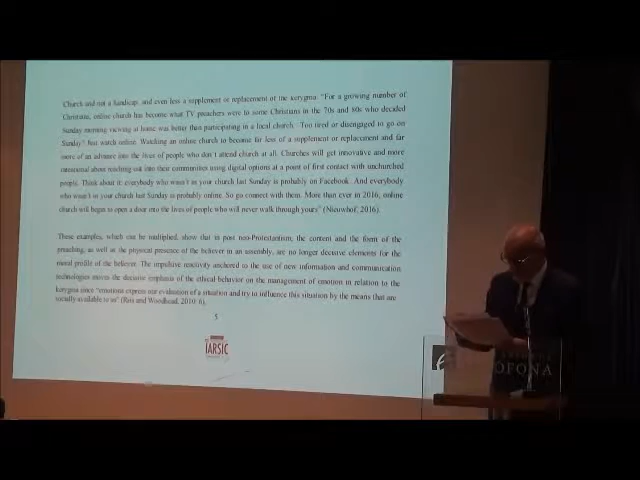 Church and not a handicap, and even less a supplement or replacement of the kerygma. "For a growing number of
Christians, online church has become what TV preachers were to some Christians in the 70s and 80s who decided
Sunday morning viewing at home was better than participating in a local church. Too tired or disengaged to go on
Sunday? Just watch online. Watching an online church to become far less of a supplement or replacement and far
more of an advance into the lives of people who don't attend church at all. Churches will get innovative and more
intentional about reaching out into their communities using digital options at a point of first contact with unchurched
people. Think about it: everybody who wasn't in your church last Sunday is probably on Facebook. And everybody
who wasn't in your church last Sunday is probably online. So go connect with them. More than ever in 2016, online
church will begin to open a door into the lives of people who will never walk through yours" (Nieuwhof, 2016).
These examples, which can be multiplied, show that in post neo-Protestantism, the content and the form of the
preaching, as well as the physical presence of the believer in an assembly, are no longer decisive elements for the
moral profile of the believer. The impulsive reactivity anchored to the use of new information and communication
technologies moves the decisive emphasis of the ethical behavior on the management of emotion in relation to the
kerygma since "emotions express our evaluation of a situation and try to influence this situation by the means that are
socially available to us" (Riis and Woodhead, 2010: 6).
5
IARSIC
OFONA